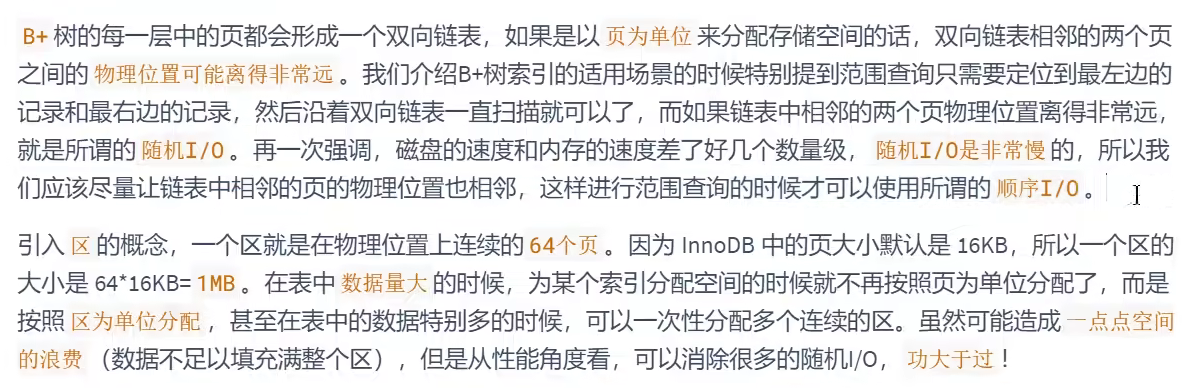 B+ 树的每一层中的页都会形成一个双向链表，如果是以 页为单位 来分配存储空间的话，双向链表相邻的两个页
之间的 物理位置可能离得非常远 。我们介绍B+树索引的适用场景的时候特别提到范围查询只需要定位到最左边的
记录和最右边的记录，然后沿着双向链表一直扫描就可以了，而如果链表中相邻的两个页物理位置离得非常远，
就是所谓的 随机I/O 。再一次强调，磁盘的速度和内存的速度差了好几个数量级， 随机I/O是非常慢 的，所以我
们应该尽量让链表中相邻的页的物理位置也相邻，这样进行范围查询的时候才可以使用所谓的 顺序I/O 。
引入 区 的概念，一个区就是在物理位置上连续的 64个页 。因为 InnoDB 中的页大小默认是 16KB，所以一个区的
大小是 64*16KB= 1MB 。在表中 数据量大 的时候，为某个索引分配空间的时候就不再按照页为单位分配了，而是
按照 区为单位分配 ，甚至在表中的数据特别多的时候，可以一次性分配多个连续的区。虽然可能造成 一点点空间
的浪费 （数据不足以填充满整个区），但是从性能角度看，可以消除很多的随机I/O， 功大于过 ！